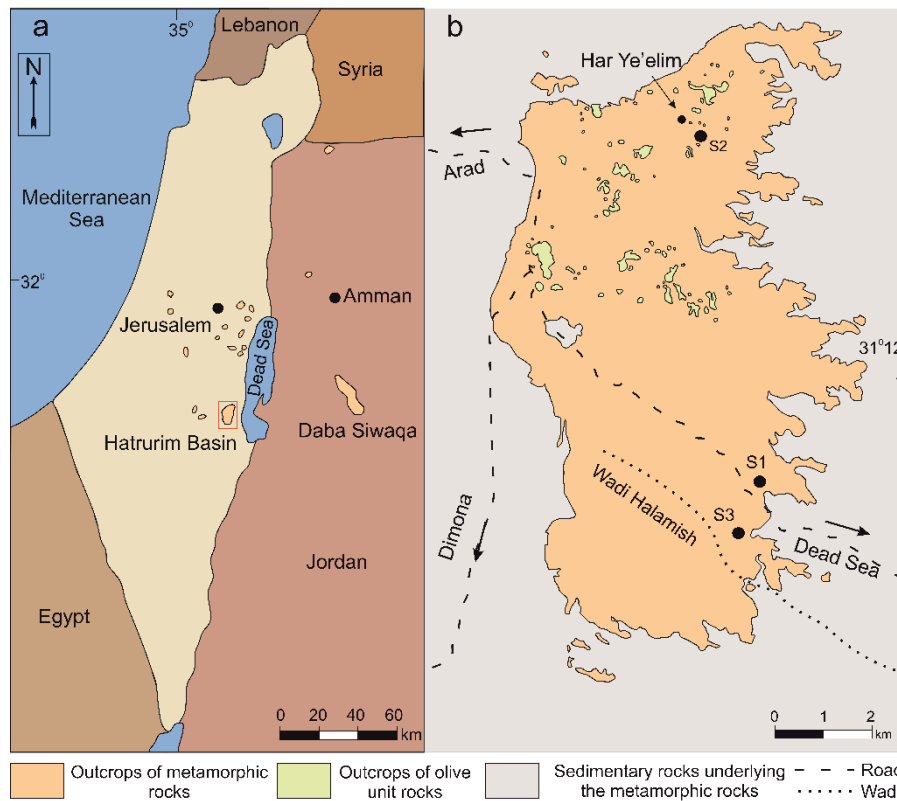 a
35°
Lebanon
Syria
N
Mediterranean
Sea
32°
Amman
Jerusalem
Dead Sea
Daba Siwaqa
Hatrurim Basin
Jordan
Egypt
0 20 40 60
km
b
Har Ye'elim
S2
Arad
31°12
S1
S3
Wadi Halamish
Dimona
Dead Sea
0 1 2
km
Outcrops of metamorphic
rocks
Outcrops of olive
unit rocks
Sedimentary rocks underlying
the metamorphic rocks
Road
Wadi